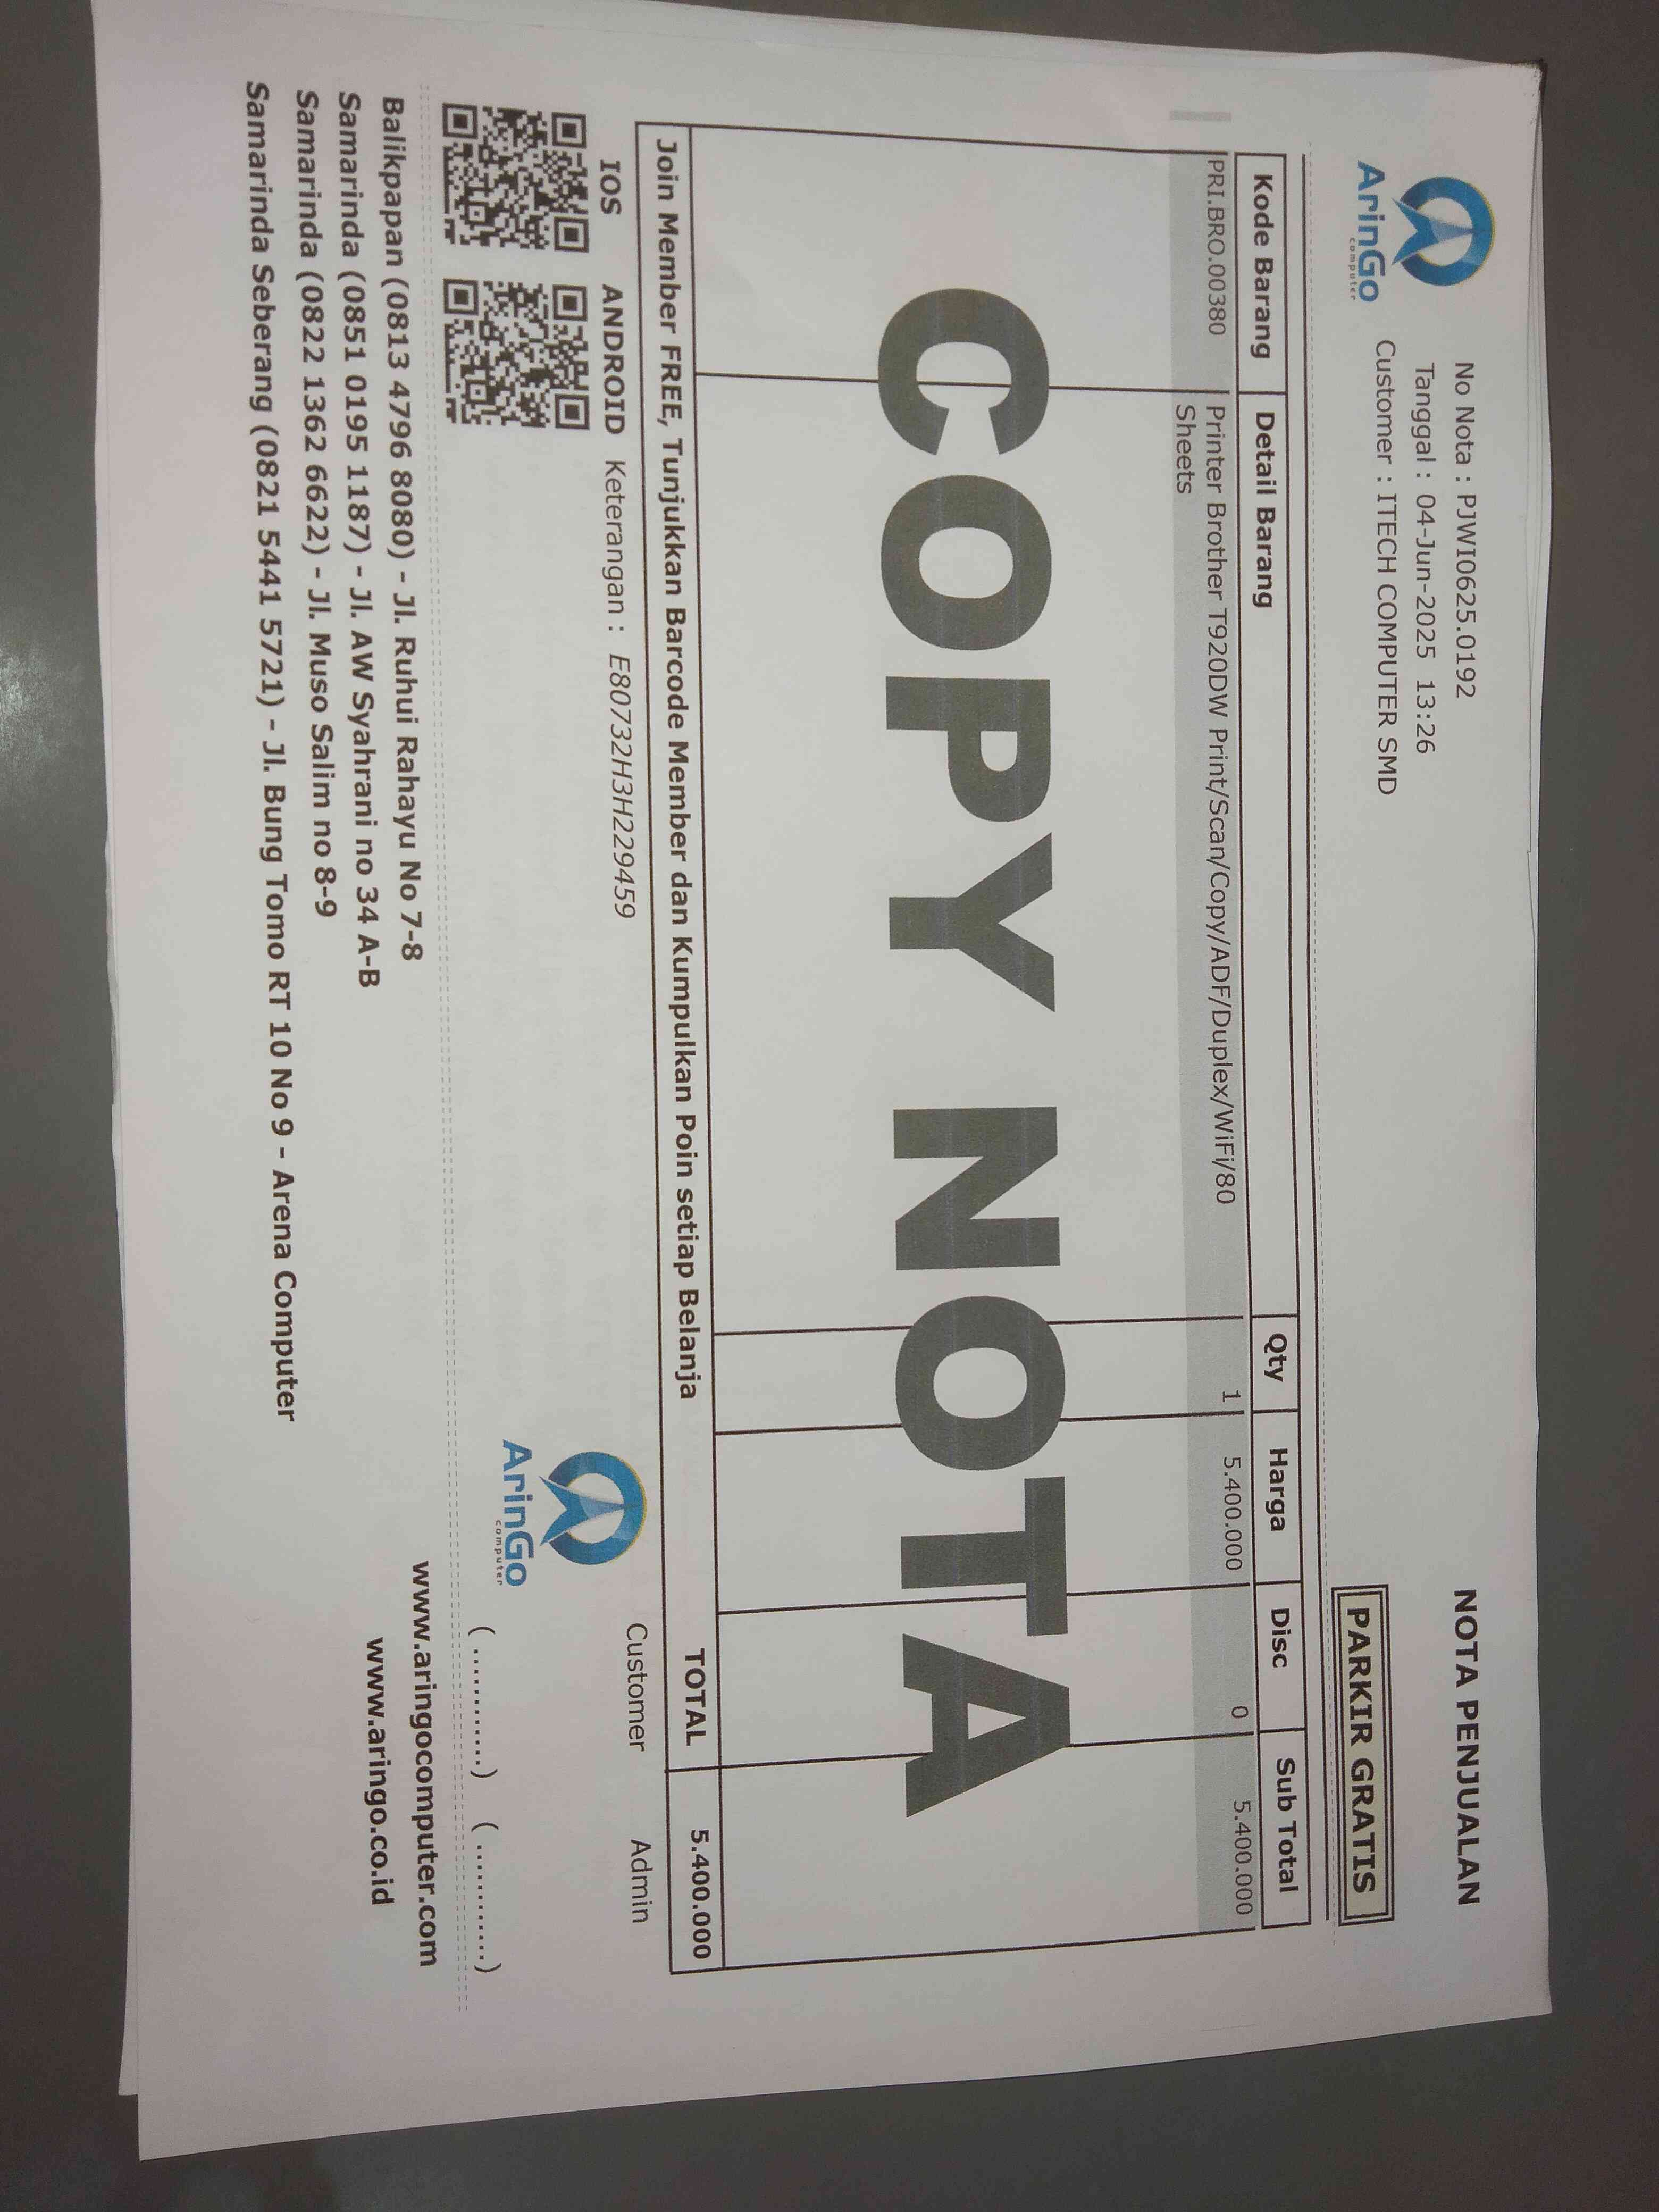 ArinGo
computer
No Nota : PJWI0625.0192
Tanggal : 04-Jun-2025 13:26
Customer : ITECH COMPUTER SMD
NOTA PENJUALAN
PARKIR GRATIS
Kode Barang Detail Barang Qty Harga Disc Sub Total
PRI.BRO.00380 Printer Brother T920DW Print/Scan/Copy/ADF/Duplex/WiFi/80 1 5.400.000 0 5.400.000
Sheets
COPY NOTA
TOTAL 5.400.000
Join Member FREE, Tunjukkan Barcode Member dan Kumpulkan Poin setiap Belanja
IOS ANDROID Keterangan : E80732H3H229459
ArinGo
computer
Customer Admin
( ........... ) ( ........... )
Balikpapan (0813 4796 8080) - Jl. Ruhui Rahayu No 7-8
Samarinda (0851 0195 1187) - Jl. AW Syahrani no 34 A-B
Samarinda (0822 1362 6622) - Jl. Muso Salim no 8-9
Samarinda Seberang (0821 5441 5721) - Jl. Bung Tomo RT 10 No 9 - Arena Computer
www.aringocomputer.com
www.aringo.co.id